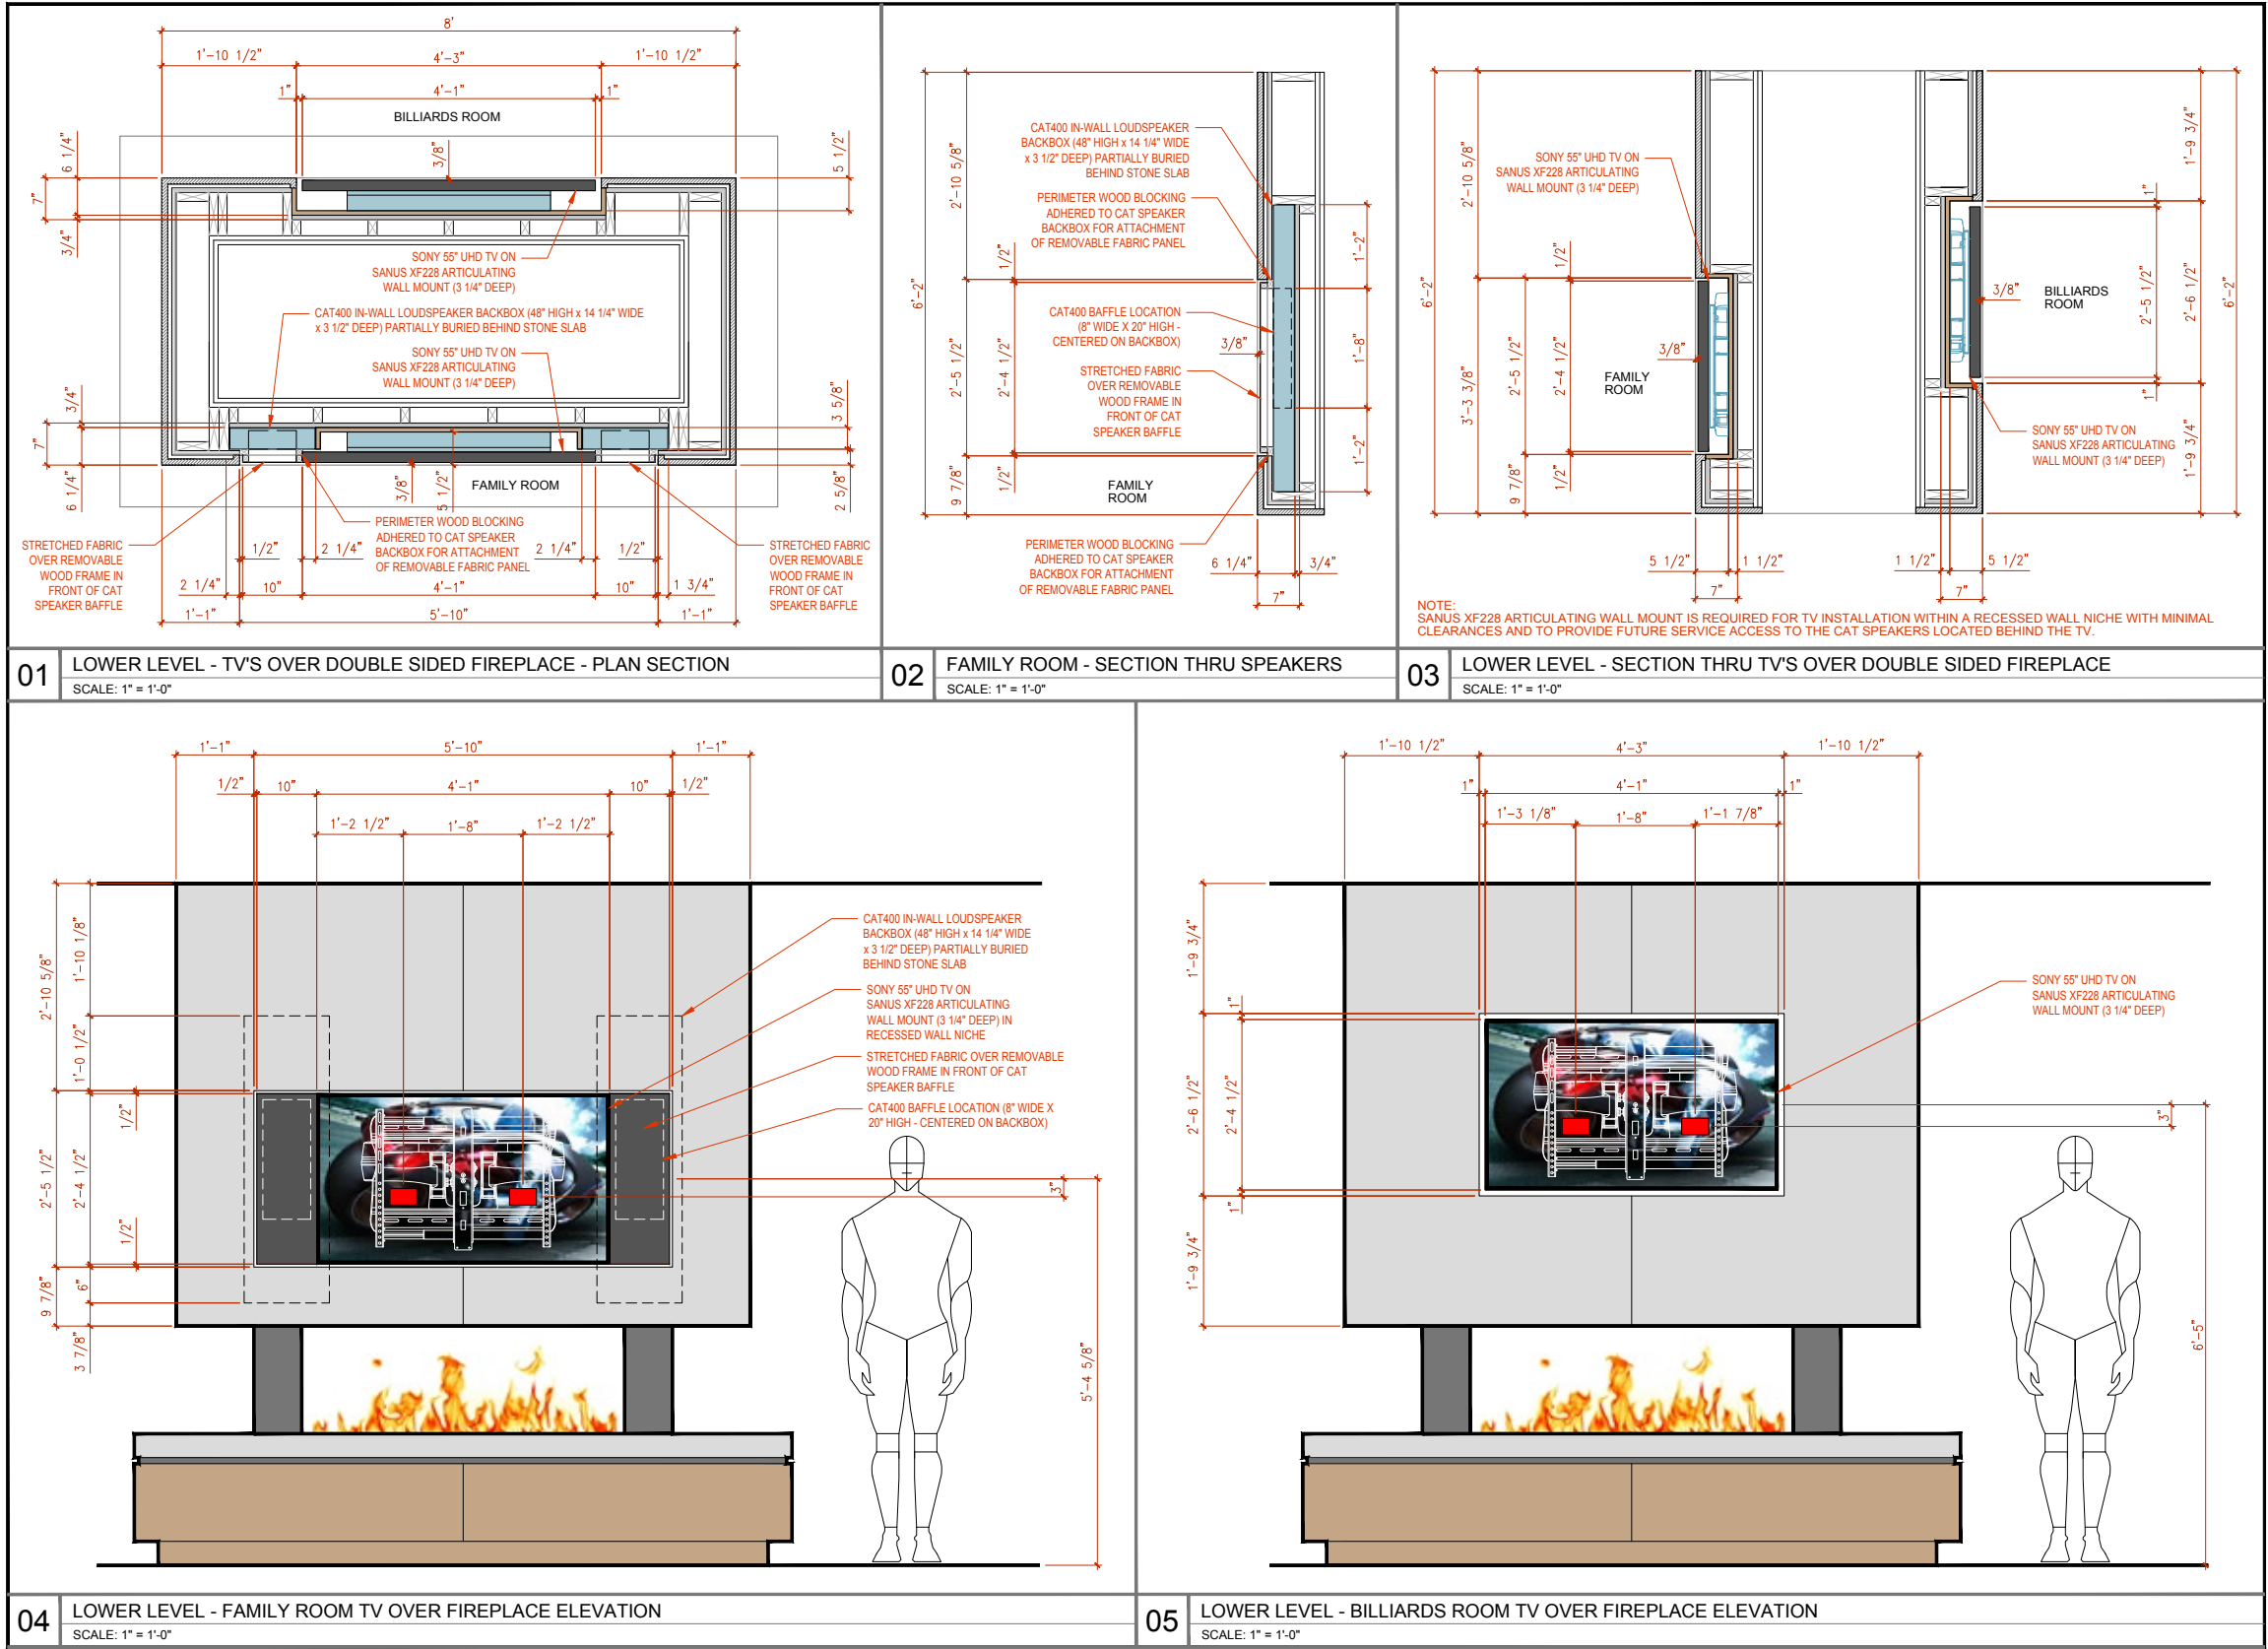 8'
1'-10 1/2"
4'-3"
1'-10 1/2"
1"
4'-1"
1"
BILLIARDS ROOM
6 1/4"
3/8"
5 1/2"
7"
3/4"
SONY 55" UHD TV ON
SANUS XF228 ARTICULATING
WALL MOUNT (3 1/4" DEEP)
CAT400 IN-WALL LOUDSPEAKER BACKBOX (48" HIGH x 14 1/4" WIDE
x 3 1/2" DEEP) PARTIALLY BURIED BEHIND STONE SLAB
SONY 55" UHD TV ON
SANUS XF228 ARTICULATING
WALL MOUNT (3 1/4" DEEP)
3/4"
3 5/8"
7"
6 1/4"
3/8"
5 1/2"
FAMILY ROOM
2 5/8"
PERIMETER WOOD BLOCKING
ADHERED TO CAT SPEAKER
BACKBOX FOR ATTACHMENT
OF REMOVABLE FABRIC PANEL
STRETCHED FABRIC
OVER REMOVABLE
WOOD FRAME IN
FRONT OF CAT
SPEAKER BAFFLE
STRETCHED FABRIC
OVER REMOVABLE
WOOD FRAME IN
FRONT OF CAT
SPEAKER BAFFLE
1/2"
2 1/4"
2 1/4"
1/2"
2 1/4"
10"
4'-1"
10"
1 3/4"
1'-1"
5'-10"
1'-1"
01
LOWER LEVEL - TV'S OVER DOUBLE SIDED FIREPLACE - PLAN SECTION
SCALE: 1" = 1'-0"
CAT400 IN-WALL LOUDSPEAKER
BACKBOX (48" HIGH x 14 1/4" WIDE
x 3 1/2" DEEP) PARTIALLY BURIED
BEHIND STONE SLAB
PERIMETER WOOD BLOCKING
ADHERED TO CAT SPEAKER
BACKBOX FOR ATTACHMENT
OF REMOVABLE FABRIC PANEL
2'-10 5/8"
1/2"
1'-2"
6'-2"
CAT400 BAFFLE LOCATION
(8" WIDE X 20" HIGH -
CENTERED ON BACKBOX)
3/8"
1'-8"
2'-5 1/2"
2'-4 1/2"
STRETCHED FABRIC
OVER REMOVABLE
WOOD FRAME IN
FRONT OF CAT
SPEAKER BAFFLE
1'-2"
9 7/8"
1/2"
FAMILY
ROOM
PERIMETER WOOD BLOCKING
ADHERED TO CAT SPEAKER
BACKBOX FOR ATTACHMENT
OF REMOVABLE FABRIC PANEL
6 1/4"
3/4"
7"
02
FAMILY ROOM - SECTION THRU SPEAKERS
SCALE: 1" = 1'-0"
SONY 55" UHD TV ON
SANUS XF228 ARTICULATING
WALL MOUNT (3 1/4" DEEP)
2'-10 5/8"
1/2"
6'-2"
3/8"
FAMILY
ROOM
2'-5 1/2"
2'-4 1/2"
3'-3 3/8"
9 7/8"
1/2"
1'-9 3/4"
1"
3/8"
BILLIARDS
ROOM
2'-5 1/2"
2'-6 1/2"
6'-2"
1"
SONY 55" UHD TV ON
SANUS XF228 ARTICULATING
WALL MOUNT (3 1/4" DEEP)
1'-9 3/4"
5 1/2"
1 1/2"
1 1/2"
5 1/2"
7"
7"
NOTE:
SANUS XF228 ARTICULATING WALL MOUNT IS REQUIRED FOR TV INSTALLATION WITHIN A RECESSED WALL NICHE WITH MINIMAL
CLEARANCES AND TO PROVIDE FUTURE SERVICE ACCESS TO THE CAT SPEAKERS LOCATED BEHIND THE TV.
03
LOWER LEVEL - SECTION THRU TV'S OVER DOUBLE SIDED FIREPLACE
SCALE: 1" = 1'-0"
1'-1"
5'-10"
1'-1"
1/2"
10"
4'-1"
10"
1/2"
1'-2 1/2"
1'-8"
1'-2 1/2"
2'-10 5/8"
1'-10 1/8"
1'-0 1/2"
1/2"
2'-5 1/2"
2'-4 1/2"
1/2"
9 7/8"
6"
3 7/8"
CAT400 IN-WALL LOUDSPEAKER
BACKBOX (48" HIGH x 14 1/4" WIDE
x 3 1/2" DEEP) PARTIALLY BURIED
BEHIND STONE SLAB
SONY 55" UHD TV ON
SANUS XF228 ARTICULATING
WALL MOUNT (3 1/4" DEEP) IN
RECESSED WALL NICHE
STRETCHED FABRIC OVER REMOVABLE
WOOD FRAME IN FRONT OF CAT
SPEAKER BAFFLE
CAT400 BAFFLE LOCATION (8" WIDE X
20" HIGH - CENTERED ON BACKBOX)
3"
5'-4 5/8"
04
LOWER LEVEL - FAMILY ROOM TV OVER FIREPLACE ELEVATION
SCALE: 1" = 1'-0"
1'-10 1/2"
4'-3"
1'-10 1/2"
1"
4'-1"
1"
1'-3 1/8"
1'-8"
1'-1 7/8"
1'-9 3/4"
1"
2'-6 1/2"
2'-4 1/2"
1"
1'-9 3/4"
SONY 55" UHD TV ON
SANUS XF228 ARTICULATING
WALL MOUNT (3 1/4" DEEP)
3"
6'-5"
05
LOWER LEVEL - BILLIARDS ROOM TV OVER FIREPLACE ELEVATION
SCALE: 1" = 1'-0"